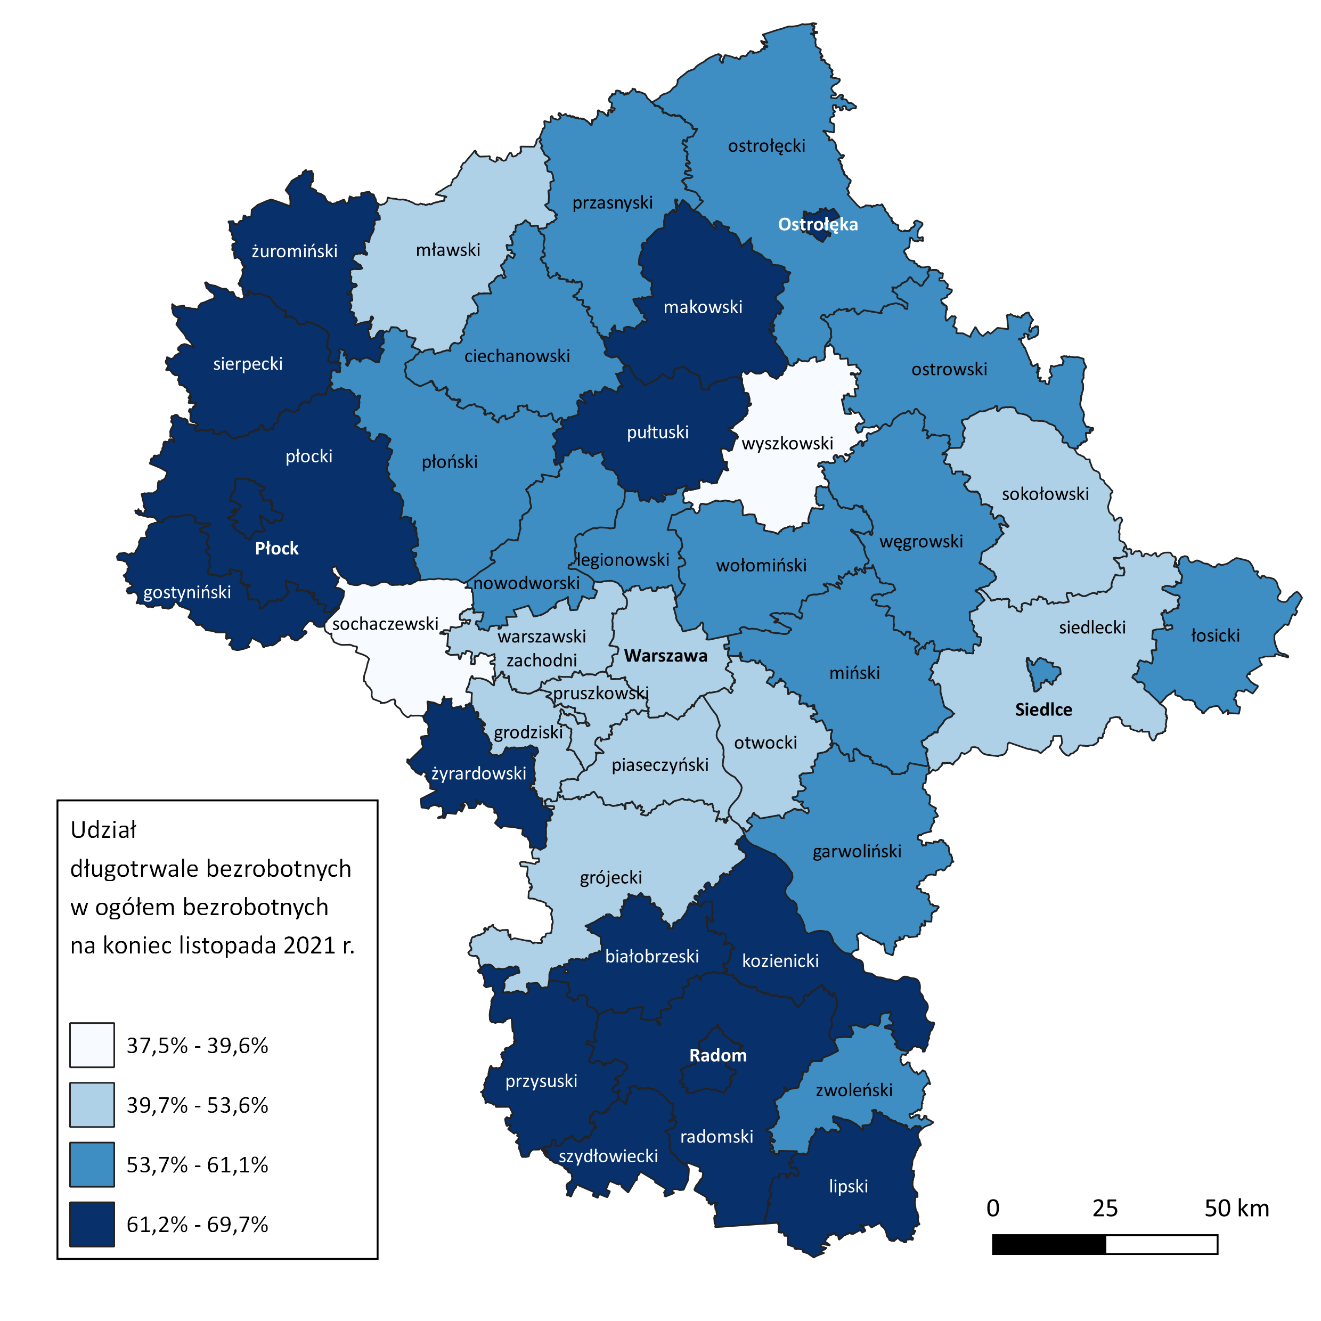 ostrołęcki
przasnyski
Ostrołęka
żuromiński
mławski
makowski
ciechanowski
sierpecki
ostrowski
pułtuski
wyszkowski
płocki
płoński
sokołowski
węgrowski
Płock
legionowski
wołomiński
nowodworski
gostyniński
sochaczewski
warszawski
zachodni
Warszawa
siedlecki
łosicki
miński
pruszkowski
Siedlce
grodziski
otwocki
żyrardowski
piaseczyński
garwoliński
grójecki
białobrzeski
kozienicki
Radom
przysuski
zwoleński
radomski
szydłowiecki
lipski
Udział
długotrwale bezrobotnych
w ogółem bezrobotnych
na koniec listopada 2021 r.
37,5% - 39,6%
39,7% - 53,6%
53,7% - 61,1%
61,2% - 69,7%
0 25 50 km